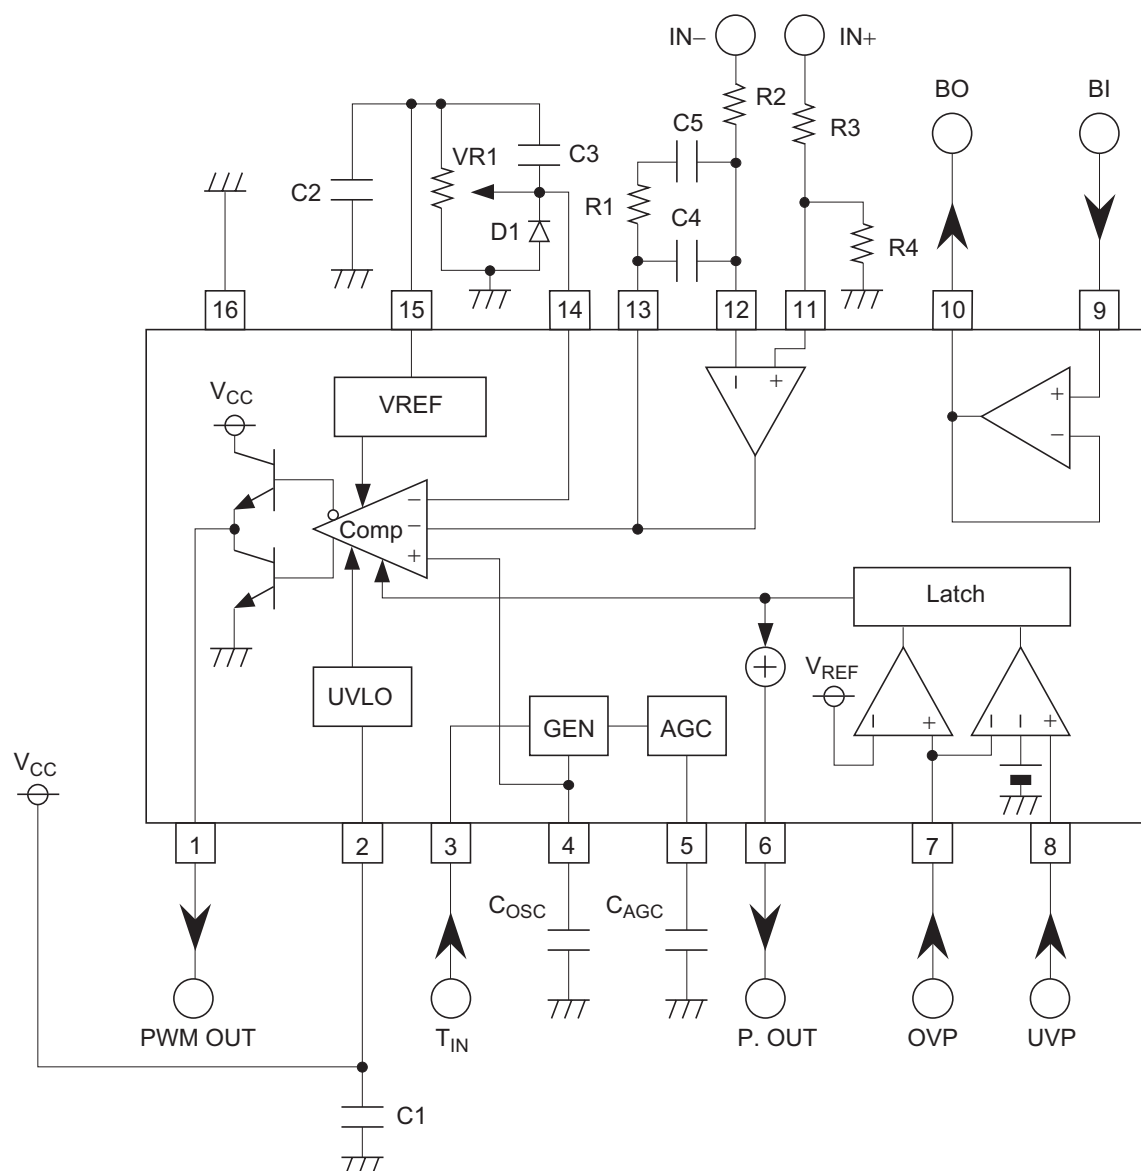 IN− IN+
R2 BO BI
C5 R3
VR1 C3
C2 R1 C4
D1 R4
16 15 14 13 12 11 10 9
− + +
VCC VREF −
−
Comp −
+
Latch
+ VREF
UVLO
GEN AGC − + − − +
VCC
1 2 3 4 5 6 7 8
COSC CAGC
PWM OUT TIN P. OUT OVP UVP
C1